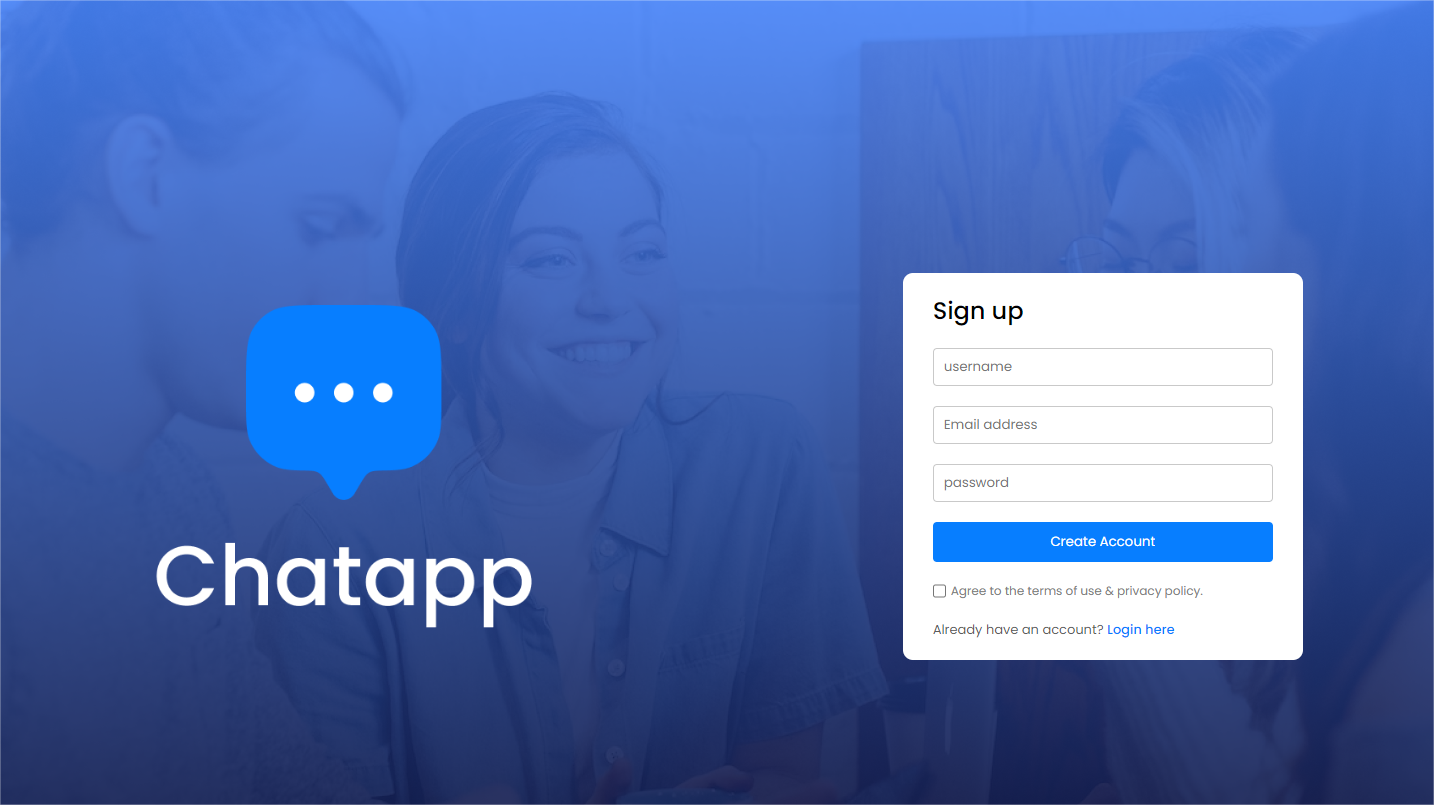 Chatapp
Sign up
username
Email address
password
Create Account
Agree to the terms of use & privacy policy.
Already have an account? Login here